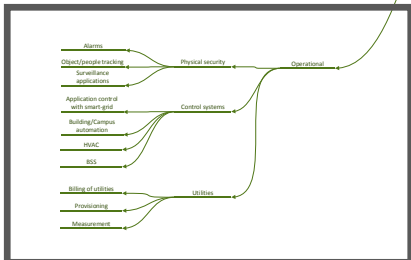 Alarms
Object/people tracking
Surveillance
applications
Physical security
Operational
Application control
with smart-grid
Building/Campus
automation
HVAC
BSS
Control systems
Billing of utilities
Provisioning
Measurement
Utilities